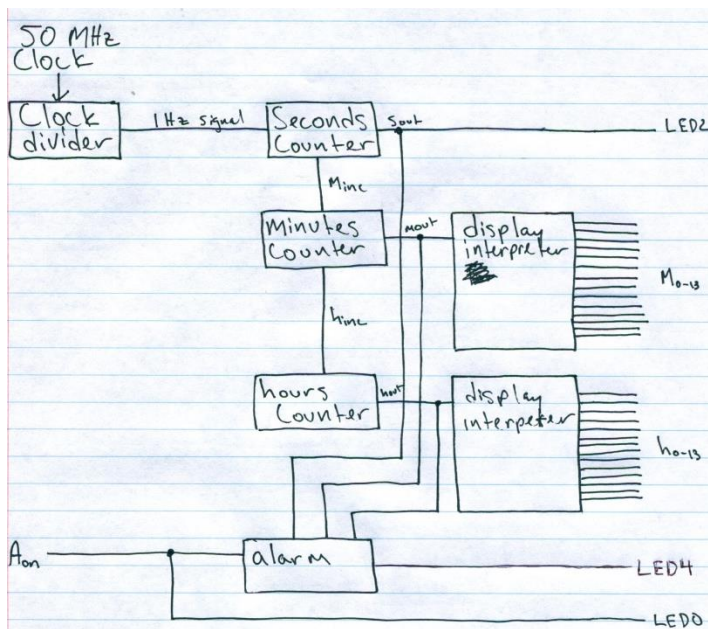 50 MHz
Clock
Clock
divider
1Hz signal
Seconds
Counter
Sout
LED2
Minc
Minutes
Counter
mout
display
interpreter
M0-13
hinc
hours
Counter
hout
display
interpeter
h0-13
Aon
alarm
LED4
LED0